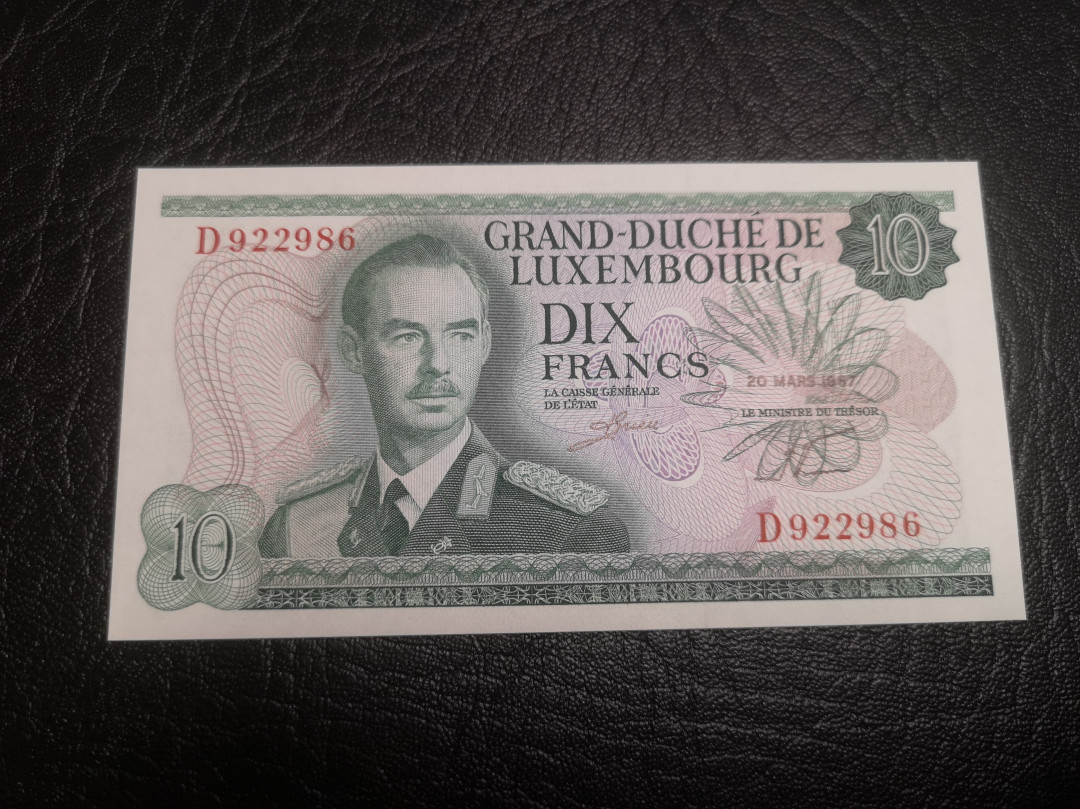 D922986
GRAND-DUCHÉ DE
LUXEMBOURG
10
DIX
FRANCS
LA CAISSE GÉNÉRALE
DE L'ÉTAT
20 MARS 1967
LE MINISTRE DU TRÉSOR
D922986
10